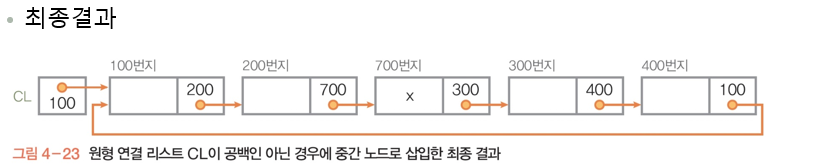 • 최종결과
100번지 200번지 700번지 300번지 400번지
CL 100 200 700 x 300 400 100
그림 4-23 원형 연결 리스트 CL이 공백인 아닌 경우에 중간 노드로 삽입한 최종 결과